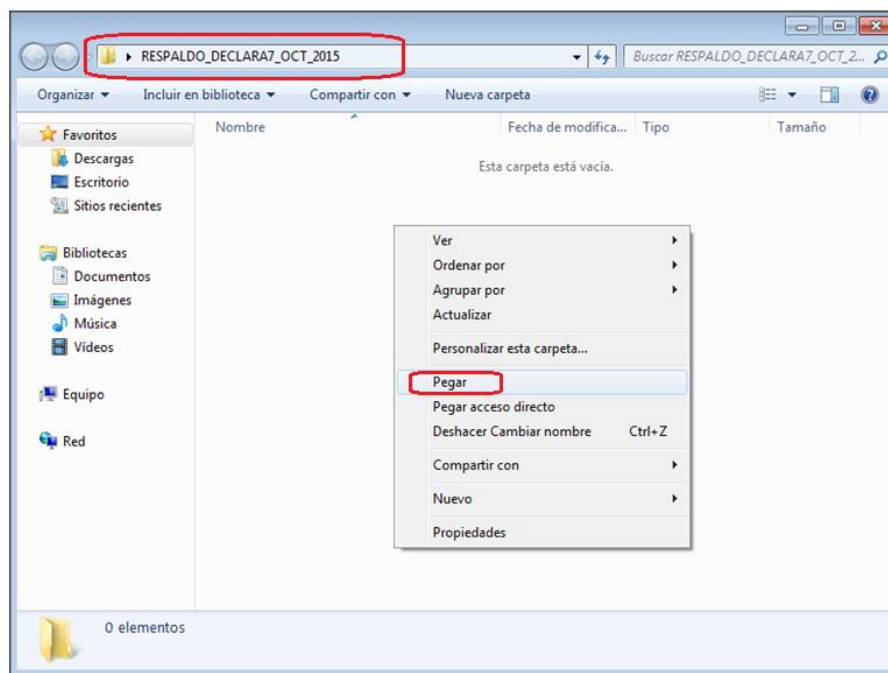 RESPALDO_DECLARA7_OCT_2015
Buscar RESPALDO_DECLARA7_OCT_2...
Organizar Incluir en biblioteca Compartir con Nueva carpeta
Nombre Fecha de modifica... Tipo Tamaño
Favoritos
Descargas
Escritorio
Sitios recientes
Bibliotecas
Documentos
Imágenes
Música
Vídeos
Equipo
Red
Esta carpeta está vacía.
Ver
Ordenar por
Agrupar por
Actualizar
Personalizar esta carpeta...
Pegar
Pegar acceso directo
Deshacer Cambiar nombre Ctrl+Z
Compartir con
Nuevo
Propiedades
0 elementos